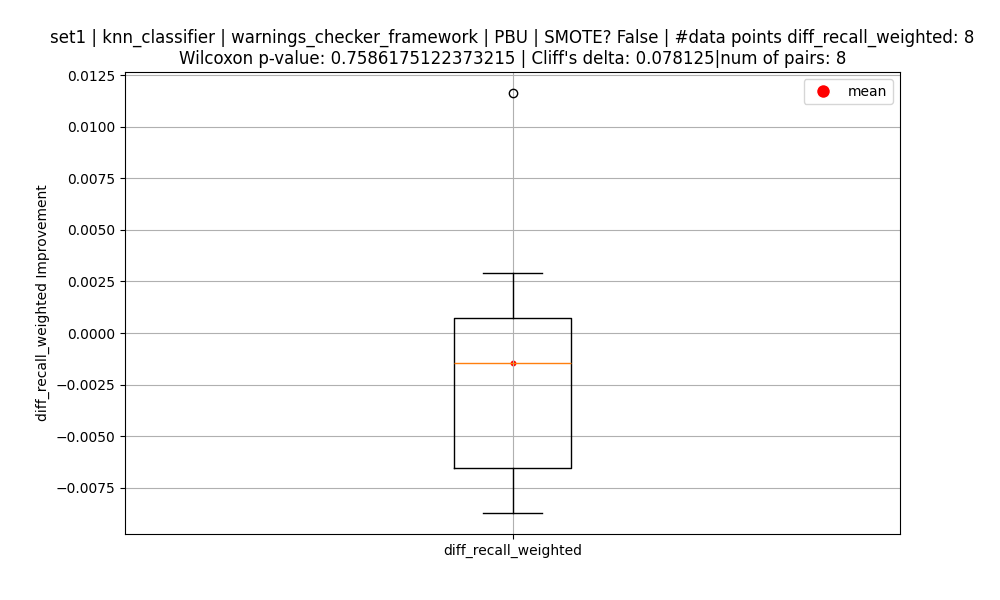 set1 | knn_classifier | warnings_checker_framework | PBU | SMOTE? False | #data points diff_recall_weighted: 8
Wilcoxon p-value: 0.7586175122373215 | Cliff's delta: 0.078125|num of pairs: 8
mean
0.0125
0.0100
0.0075
0.0050
0.0025
0.0000
−0.0025
−0.0050
−0.0075
diff_recall_weighted Improvement
diff_recall_weighted